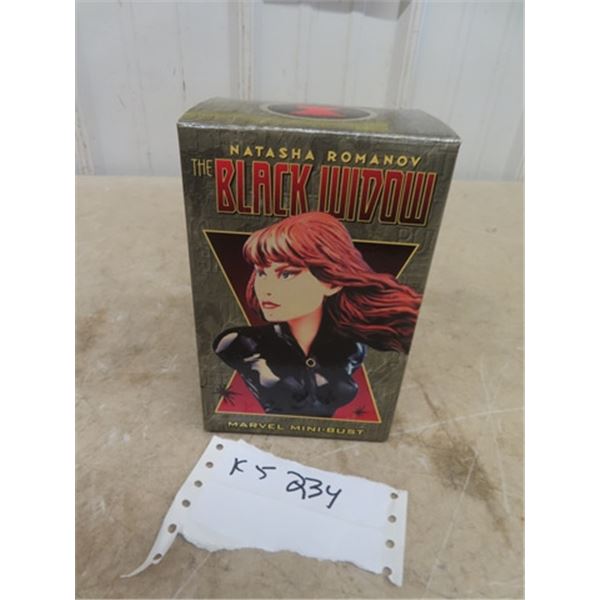 NATASHA ROMANOV
THE BLACK WIDOW
MARVEL MINI-BUST
K5 234